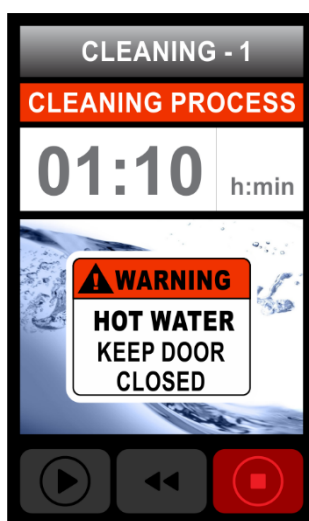 CLEANING - 1
CLEANING PROCESS
01:10 h:min
WARNING
HOT WATER
KEEP DOOR
CLOSED